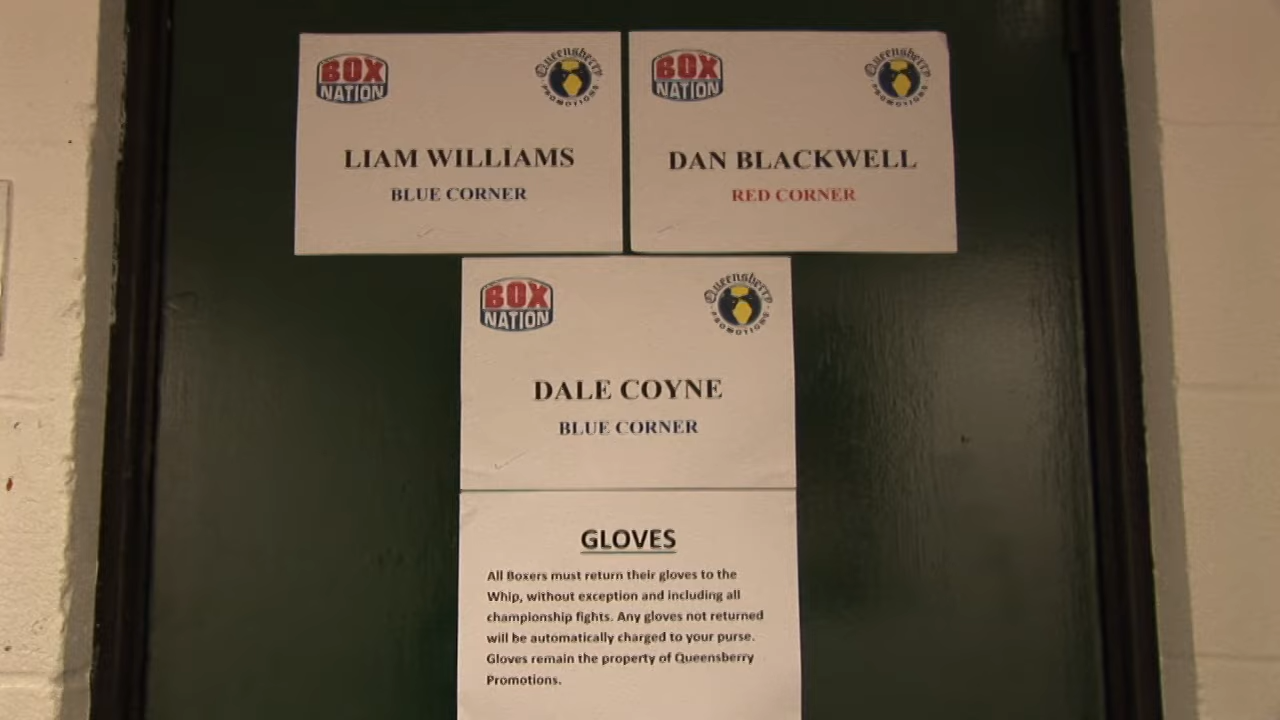 BOX NATION
Queensberry PROMOTIONS
LIAM WILLIAMS
BLUE CORNER
BOX NATION
Queensberry PROMOTIONS
DAN BLACKWELL
RED CORNER
BOX NATION
Queensberry PROMOTIONS
DALE COYNE
BLUE CORNER
GLOVES
All Boxers must return their gloves to the
Whip, without exception and including all
championship fights. Any gloves not returned
will be automatically charged to your purse.
Gloves remain the property of Queensberry
Promotions.